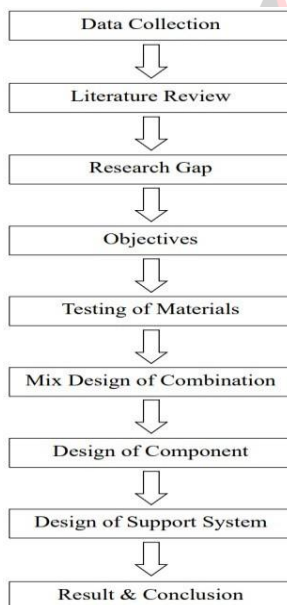 Data Collection
Literature Review
Research Gap
Objectives
Testing of Materials
Mix Design of Combination
Design of Component
Design of Support System
Result & Conclusion